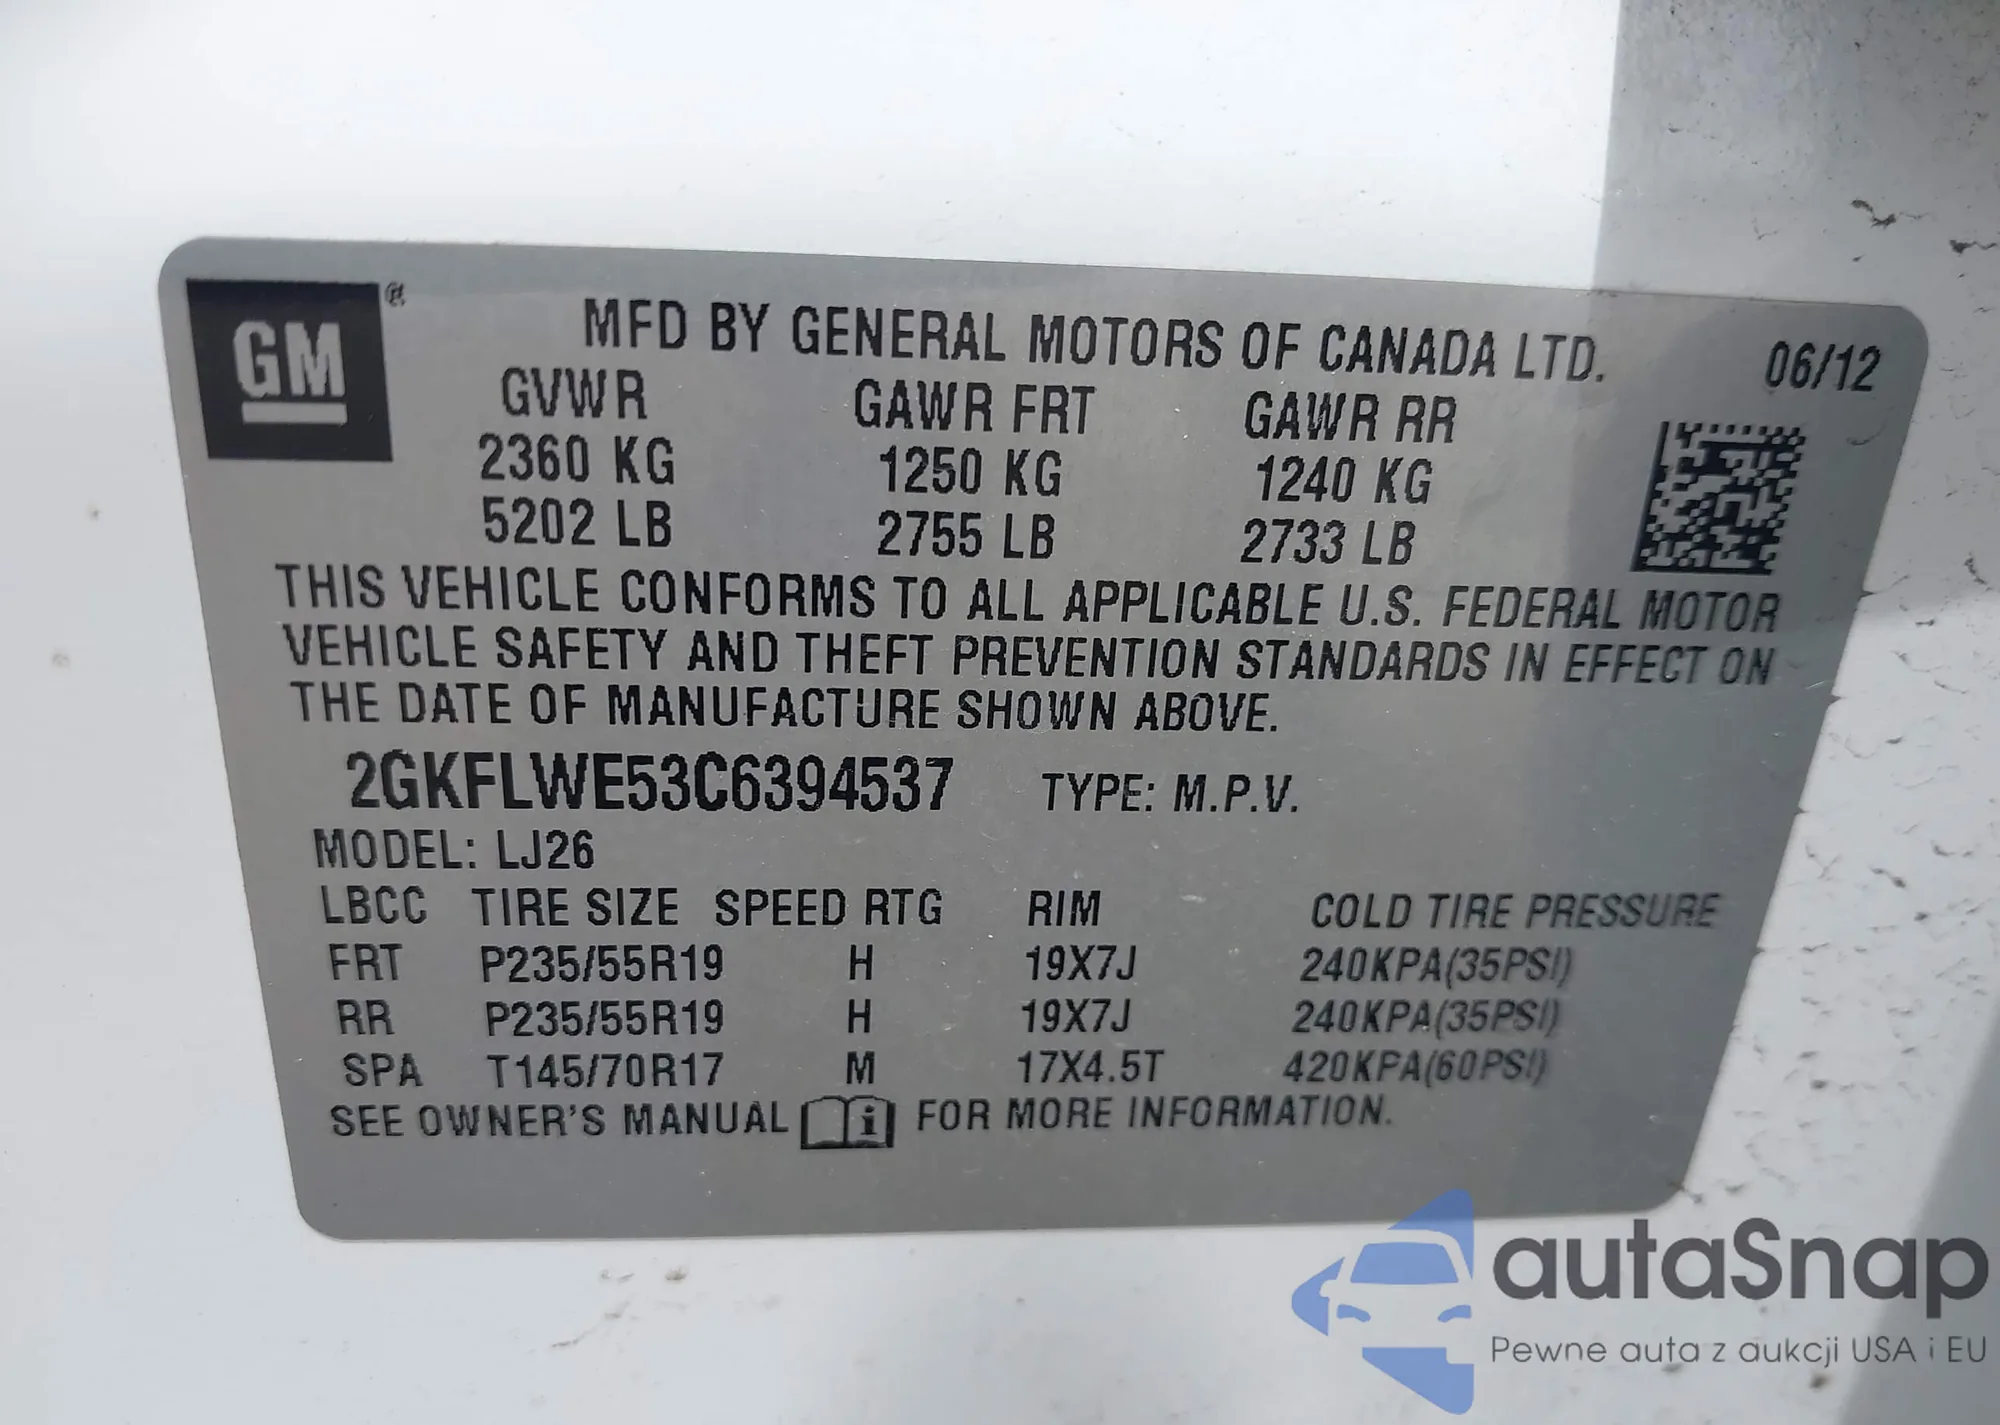 GM ®
MFD BY GENERAL MOTORS OF CANADA LTD. 06/12
GVWR GAWR FRT GAWR RR
2360 KG 1250 KG 1240 KG
5202 LB 2755 LB 2733 LB
THIS VEHICLE CONFORMS TO ALL APPLICABLE U.S. FEDERAL MOTOR
VEHICLE SAFETY AND THEFT PREVENTION STANDARDS IN EFFECT ON
THE DATE OF MANUFACTURE SHOWN ABOVE.
2GKFLWE53C6394537 TYPE: M.P.V.
MODEL: LJ26
LBCC TIRE SIZE SPEED RTG RIM COLD TIRE PRESSURE
FRT P235/55R19 H 19X7J 240KPA(35PSI)
RR P235/55R19 H 19X7J 240KPA(35PSI)
SPA T145/70R17 M 17X4.5T 420KPA(60PSI)
SEE OWNER'S MANUAL i FOR MORE INFORMATION.
autaSnap
Pewne auta z aukcji USA i EU